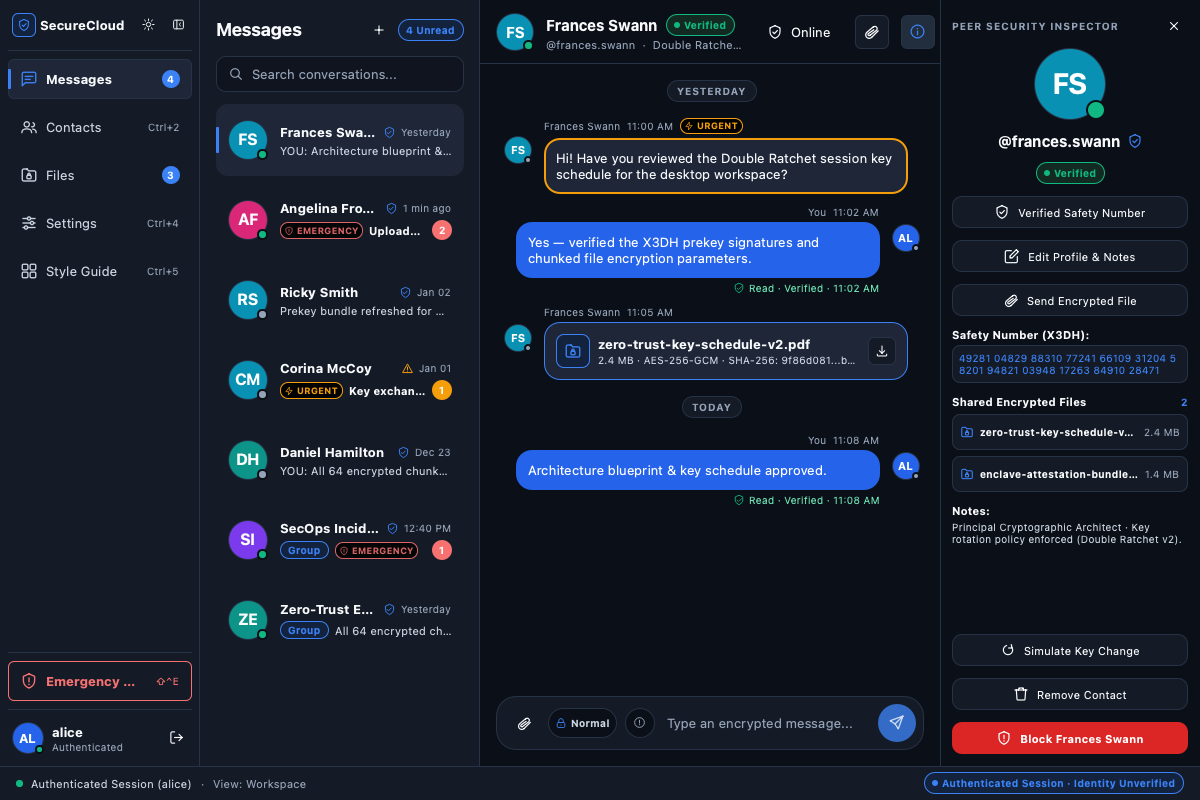 SecureCloud
Messages
4
Contacts
Ctrl+2
Files
3
Settings
Ctrl+4
Style Guide
Ctrl+5
Emergency ...
⇧^E
AL
alice
Authenticated
Messages
+
4 Unread
Search conversations...
FS
Frances Swa...
Yesterday
YOU: Architecture blueprint &...
AF
Angelina Fro...
1 min ago
EMERGENCY
Upload...
2
RS
Ricky Smith
Jan 02
Prekey bundle refreshed for ...
CM
Corina McCoy
Jan 01
URGENT
Key exchan...
1
DH
Daniel Hamilton
Dec 23
YOU: All 64 encrypted chunk...
SI
SecOps Incid...
12:40 PM
Group
EMERGENCY
1
ZE
Zero-Trust E...
Yesterday
Group
All 64 encrypted ch...
FS
Frances Swann
Verified
@frances.swann · Double Ratche...
Online
YESTERDAY
Frances Swann 11:00 AM
URGENT
FS
Hi! Have you reviewed the Double Ratchet session key
schedule for the desktop workspace?
You 11:02 AM
Yes — verified the X3DH prekey signatures and
chunked file encryption parameters.
AL
Read · Verified · 11:02 AM
Frances Swann 11:05 AM
FS
zero-trust-key-schedule-v2.pdf
2.4 MB · AES-256-GCM · SHA-256: 9f86d081...b...
TODAY
You 11:08 AM
Architecture blueprint & key schedule approved.
AL
Read · Verified · 11:08 AM
Normal
Type an encrypted message...
PEER SECURITY INSPECTOR
FS
@frances.swann
Verified
Verified Safety Number
Edit Profile & Notes
Send Encrypted File
Safety Number (X3DH):
49281 04829 88310 77241 66109 31204 5
8201 94821 03948 17263 84910 28471
Shared Encrypted Files
2
zero-trust-key-schedule-v...
2.4 MB
enclave-attestation-bundle...
1.4 MB
Notes:
Principal Cryptographic Architect · Key
rotation policy enforced (Double Ratchet v2).
Simulate Key Change
Remove Contact
Block Frances Swann
Authenticated Session (alice) · View: Workspace
Authenticated Session · Identity Unverified